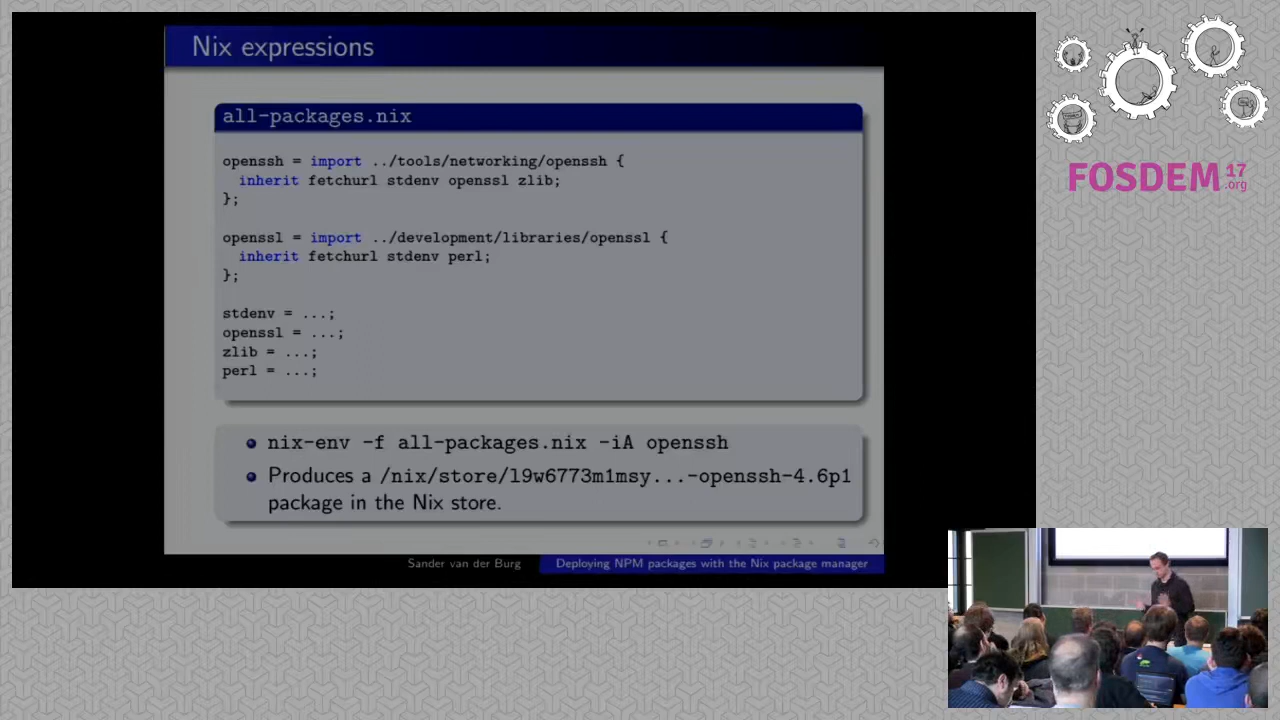 Nix expressions
all-packages.nix
openssh = import ../tools/networking/openssh {
inherit fetchurl stdenv openssl zlib;
};
openssl = import ../development/libraries/openssl {
inherit fetchurl stdenv perl;
};
stdenv = ...;
openssl = ...;
zlib = ...;
perl = ...;
nix-env -f all-packages.nix -iA openssh
Produces a /nix/store/l9w6773m1msy...-openssh-4.6p1
package in the Nix store.
Sander van der Burg
Deploying NPM packages with the Nix package manager
FOSDEM 17
.org